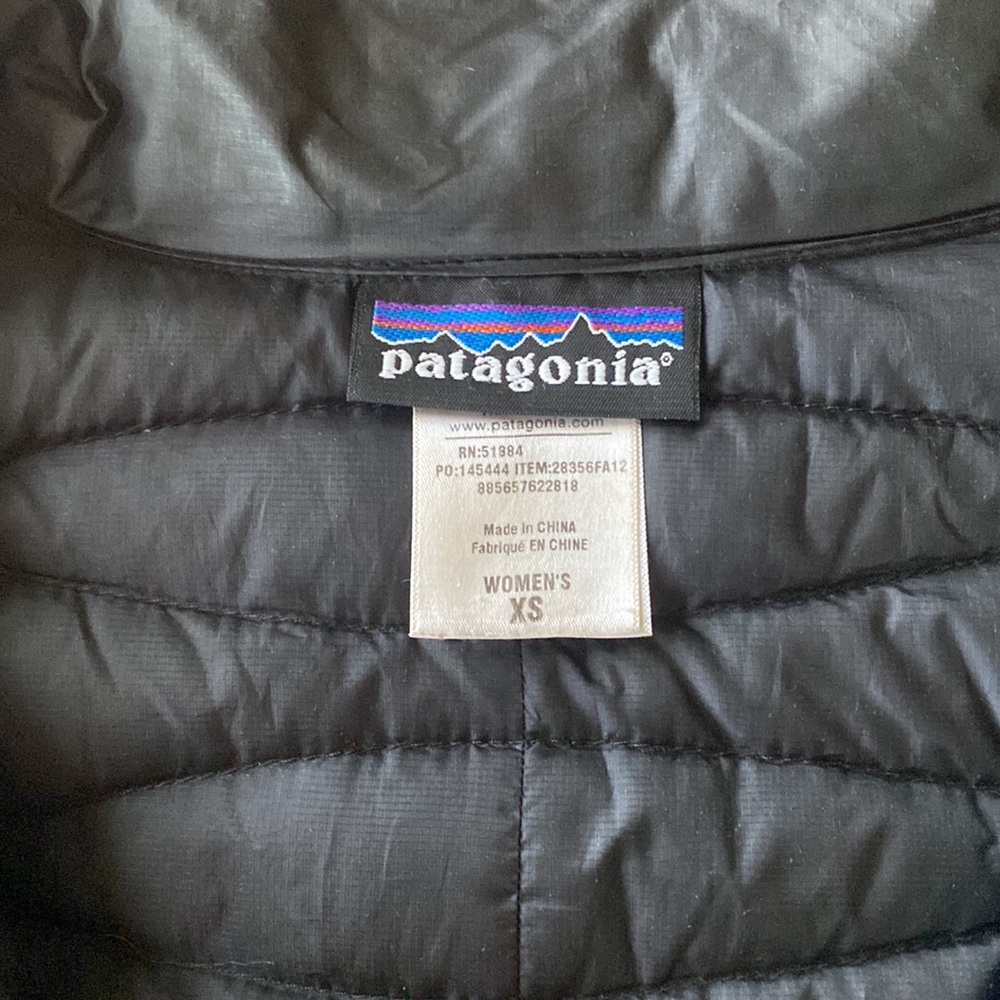 patagonia®
www.patagonia.com
RN:51884
PO:145444 ITEM:28356FA12
885657622818
Made in CHINA
Fabriqué EN CHINE
WOMEN'S
XS